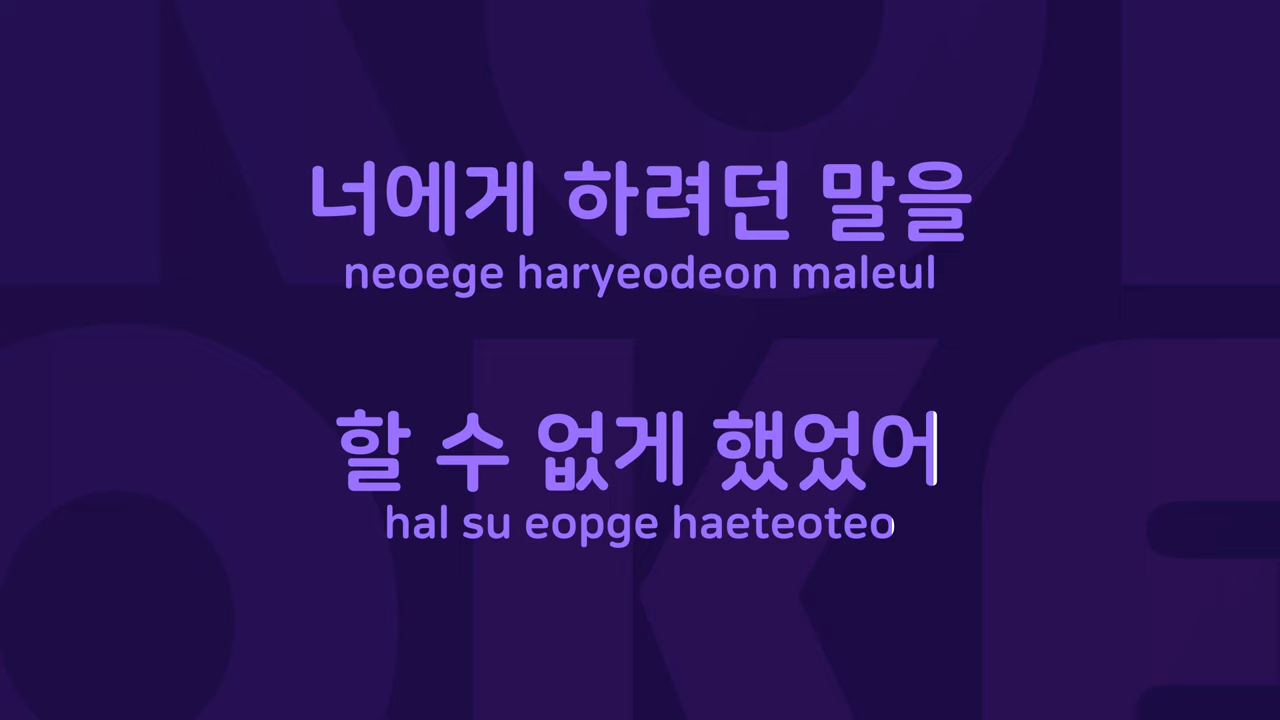 너에게 하려던 말을
neoege haryeodeon maleul
할 수 없게 했었어
hal su eopge haeteoteo